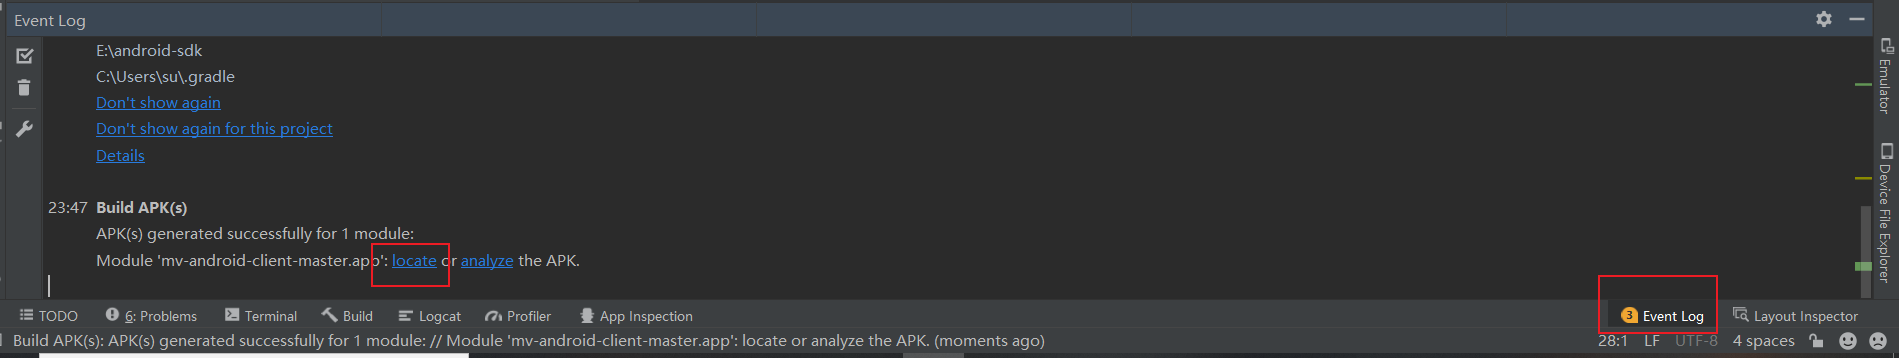 Event Log
E:\android-sdk
C:\Users\su\.gradle
Don't show again
Don't show again for this project
Details
23:47 Build APK(s)
APK(s) generated successfully for 1 module:
Module 'mv-android-client-master.app': locate or analyze the APK.
Emulator
Device File Explorer
TODO 6: Problems Terminal Build Logcat Profiler App Inspection 3 Event Log Layout Inspector
Build APK(s): APK(s) generated successfully for 1 module: // Module 'mv-android-client-master.app': locate or analyze the APK. (moments ago) 28:1 LF UTF-8 4 spaces